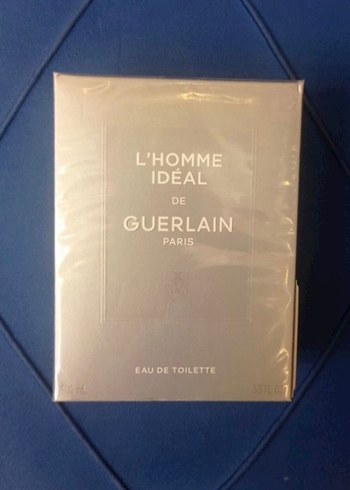 L'HOMME
IDÉAL
DE
GUERLAIN
PARIS
EAU DE TOILETTE